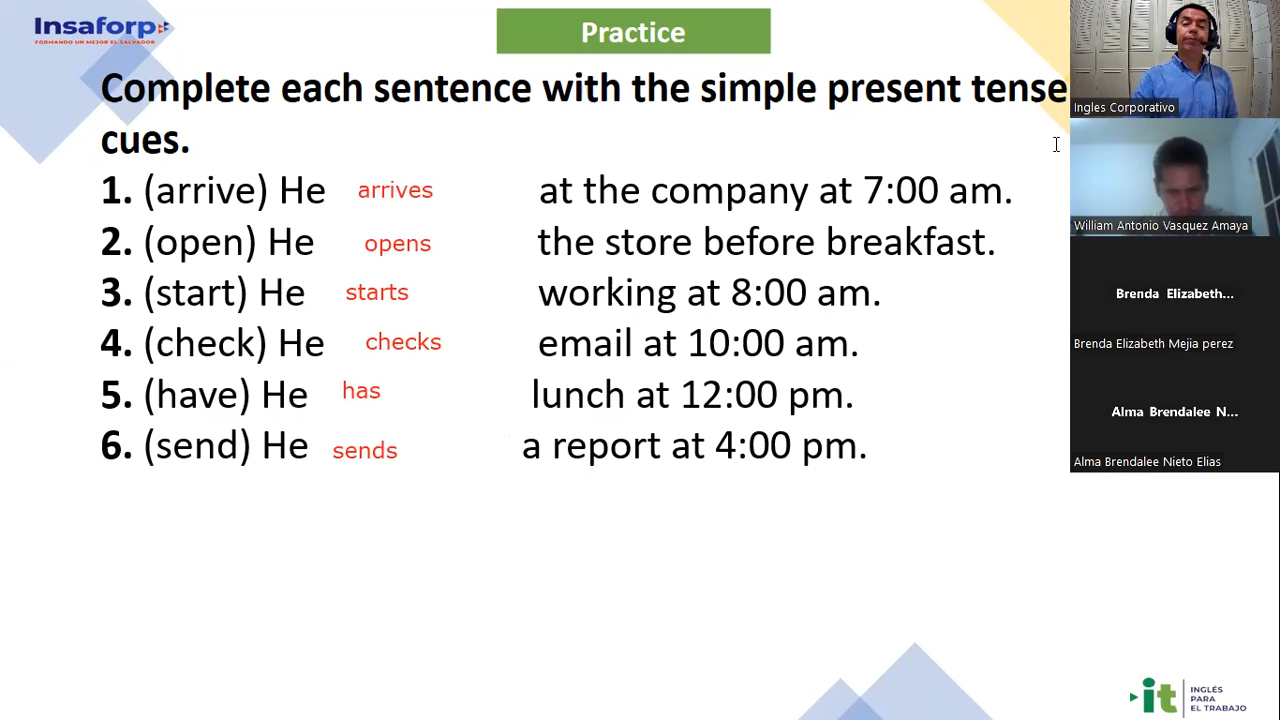 Insaforp
FORMANDO UN MEJOR EL SALVADOR
Practice
Complete each sentence with the simple present tense
cues.
1. (arrive) He arrives at the company at 7:00 am.
2. (open) He opens the store before breakfast.
3. (start) He starts working at 8:00 am.
4. (check) He checks email at 10:00 am.
5. (have) He has lunch at 12:00 pm.
6. (send) He sends a report at 4:00 pm.
Ingles Corporativo
William Antonio Vasquez Amaya
Brenda Elizabeth...
Brenda Elizabeth Mejia perez
Alma Brendalee N...
Alma Brendalee Nieto Elias
it INGLÉS
PARA
EL TRABAJO